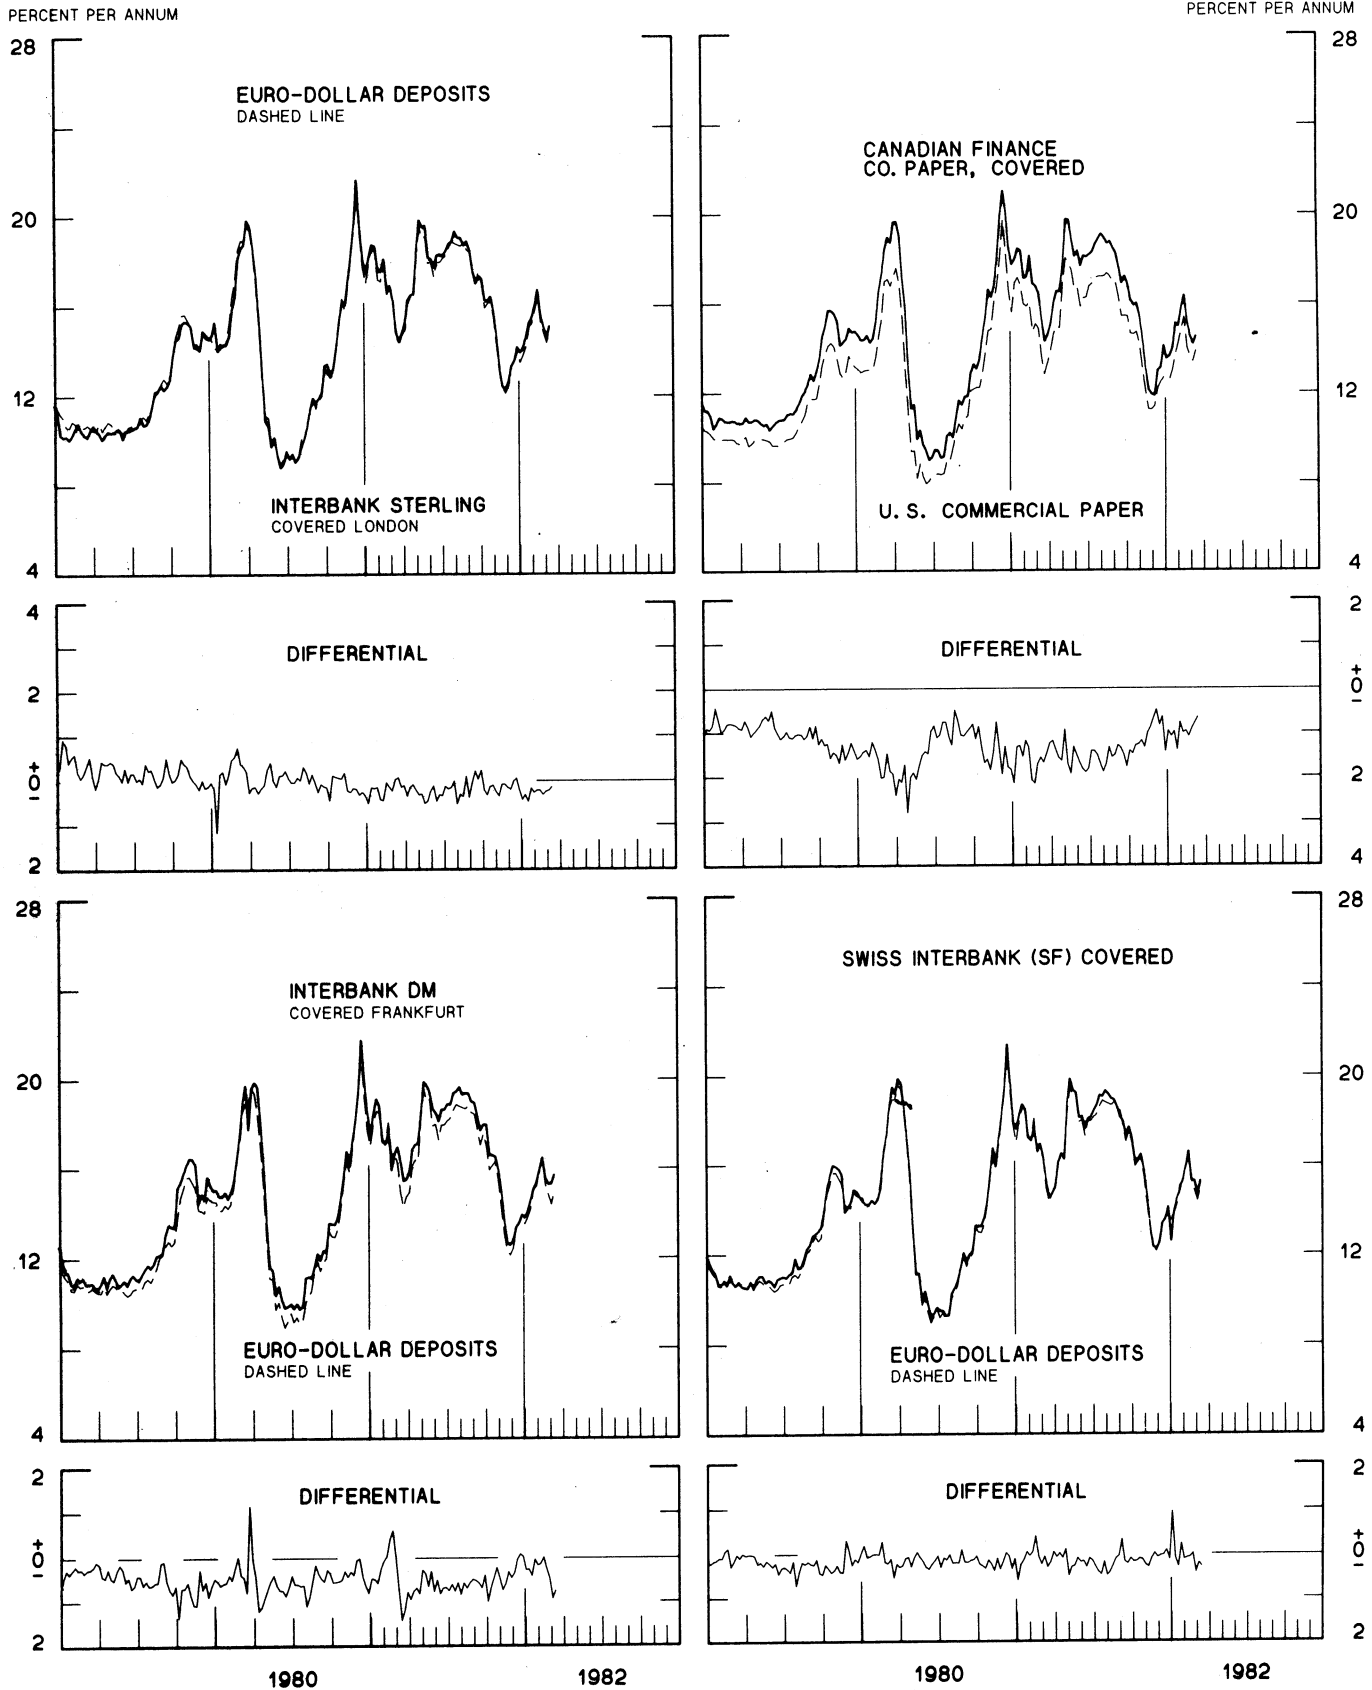 PERCENT PER ANNUM
PERCENT PER ANNUM
28
20
12
4
EURO-DOLLAR DEPOSITS
DASHED LINE
INTERBANK STERLING
COVERED LONDON
28
20
12
4
CANADIAN FINANCE
CO. PAPER, COVERED
U. S. COMMERCIAL PAPER
4
2
+
0
–
2
DIFFERENTIAL
2
+
0
–
2
4
DIFFERENTIAL
28
20
12
4
INTERBANK DM
COVERED FRANKFURT
EURO-DOLLAR DEPOSITS
DASHED LINE
28
20
12
4
SWISS INTERBANK (SF) COVERED
EURO-DOLLAR DEPOSITS
DASHED LINE
2
+
0
–
2
DIFFERENTIAL
2
+
0
–
2
DIFFERENTIAL
1980
1982
1980
1982